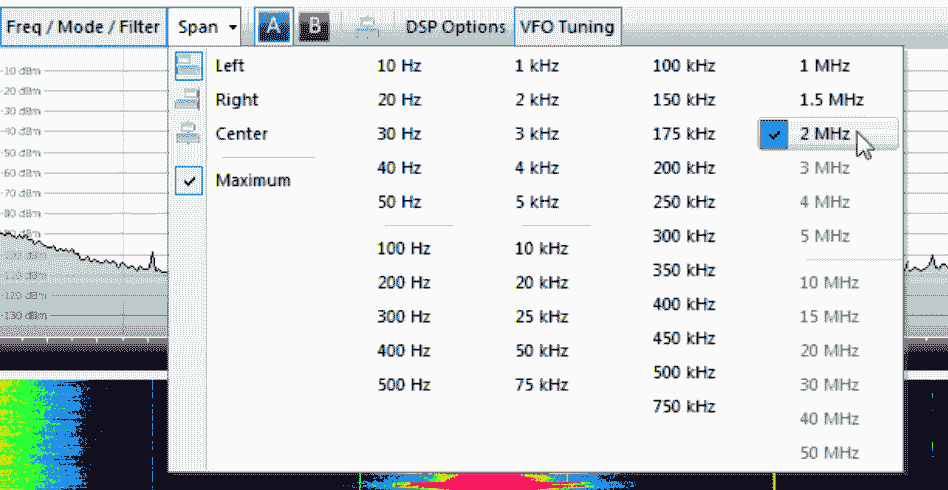 Freq / Mode / Filter Span A B DSP Options VFO Tuning
Left 10 Hz 1 kHz 100 kHz 1 MHz
Right 20 Hz 2 kHz 150 kHz 1.5 MHz
Center 30 Hz 3 kHz 175 kHz 2 MHz
40 Hz 4 kHz 200 kHz 3 MHz
Maximum
50 Hz 5 kHz 250 kHz 4 MHz
300 kHz 5 MHz
100 Hz 10 kHz
350 kHz
200 Hz 20 kHz 10 MHz
400 kHz
300 Hz 25 kHz 15 MHz
450 kHz
400 Hz 50 kHz 20 MHz
500 kHz
500 Hz 75 kHz 30 MHz
750 kHz
40 MHz
50 MHz
-10 dBm
-20 dBm
-30 dBm
-40 dBm
-50 dBm
-60 dBm
-70 dBm
-80 dBm
-90 dBm
-100 dBm
-110 dBm
-120 dBm
-130 dBm